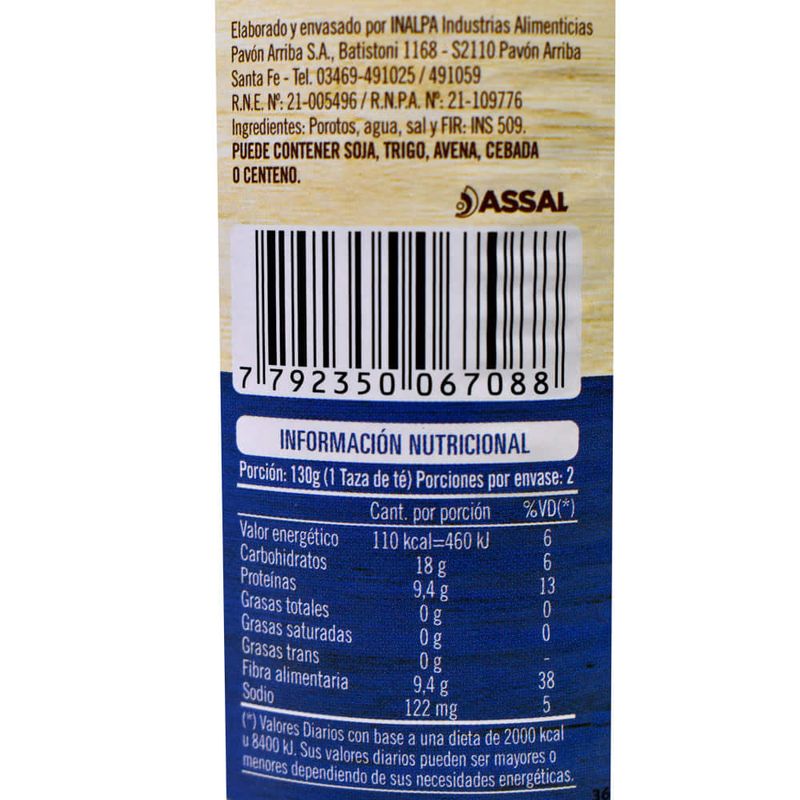 Elaborado y envasado por INALPA Industrias Alimenticias
Pavón Arriba S.A., Batistoni 1168 - S2110 Pavón Arriba
Santa Fe - Tel. 03469-491025 / 491059
R.N.E. Nº: 21-005496 / R.N.P.A. Nº: 21-109776
Ingredientes: Porotos, agua, sal y FIR: INS 509.
PUEDE CONTENER SOJA, TRIGO, AVENA, CEBADA
O CENTENO.
ASSAL
7 792350 067088
INFORMACIÓN NUTRICIONAL
Porción: 130g (1 Taza de té) Porciones por envase: 2
Cant. por porción %VD(*)
Valor energético 110 kcal=460 kJ 6
Carbohidratos 18 g 6
Proteínas 9,4 g 13
Grasas totales 0 g 0
Grasas saturadas 0 g 0
Grasas trans 0 g -
Fibra alimentaria 9,4 g 38
Sodio 122 mg 5
(*) Valores Diarios con base a una dieta de 2000 kcal
u 8400 kJ. Sus valores diarios pueden ser mayores o
menores dependiendo de sus necesidades energéticas.
36